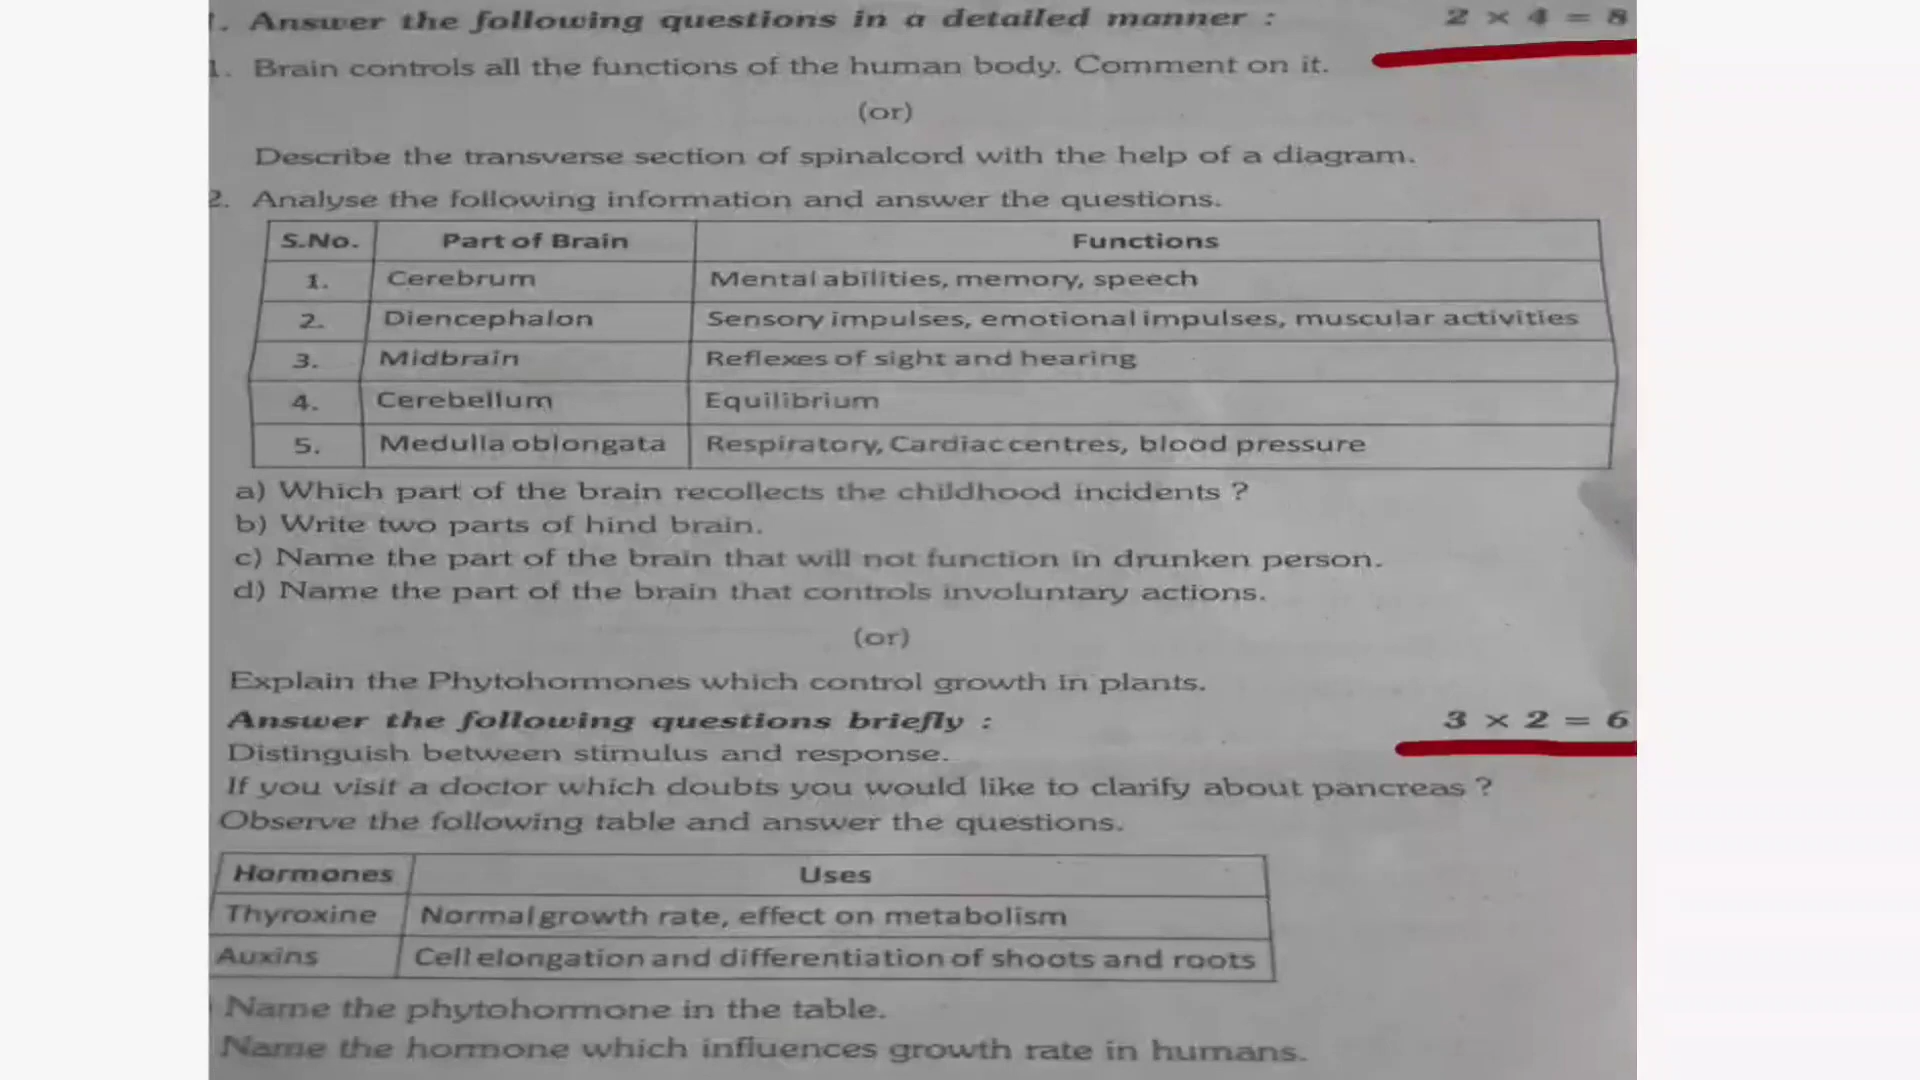 1. Answer the following questions in a detailed manner : 2 × 4 = 8
1. Brain controls all the functions of the human body. Comment on it.
(or)
Describe the transverse section of spinalcord with the help of a diagram.
2. Analyse the following information and answer the questions.
S.No. Part of Brain Functions
1. Cerebrum Mental abilities, memory, speech
2. Diencephalon Sensory impulses, emotional impulses, muscular activities
3. Midbrain Reflexes of sight and hearing
4. Cerebellum Equilibrium
5. Medulla oblongata Respiratory, Cardiac centres, blood pressure
a) Which part of the brain recollects the childhood incidents ?
b) Write two parts of hind brain.
c) Name the part of the brain that will not function in drunken person.
d) Name the part of the brain that controls involuntary actions.
(or)
Explain the Phytohormones which control growth in plants.
Answer the following questions briefly : 3 × 2 = 6
Distinguish between stimulus and response.
If you visit a doctor which doubts you would like to clarify about pancreas ?
Observe the following table and answer the questions.
Hormones Uses
Thyroxine Normal growth rate, effect on metabolism
Auxins Cell elongation and differentiation of shoots and roots
Name the phytohormone in the table.
Name the hormone which influences growth rate in humans.